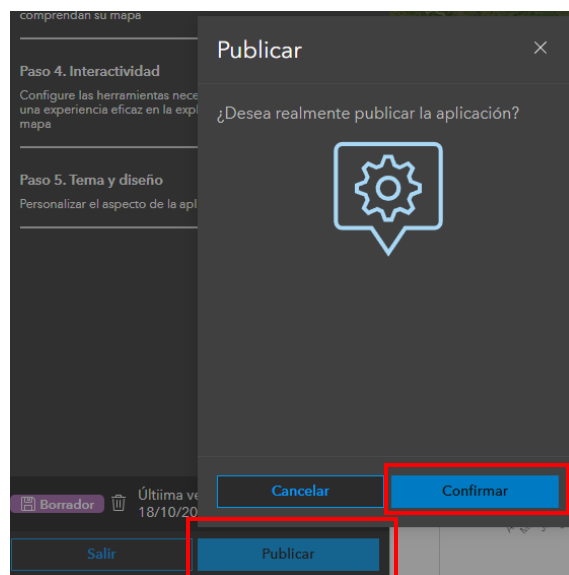 comprendan su mapa
Paso 4. Interactividad
Configure las herramientas nece
una experiencia eficaz en la expl
mapa
Paso 5. Tema y diseño
Personalizar el aspecto de la apl
Borrador
Últiima ve
18/10/20
Salir
Publicar
Publicar
¿Desea realmente publicar la aplicación?
Cancelar
Confirmar